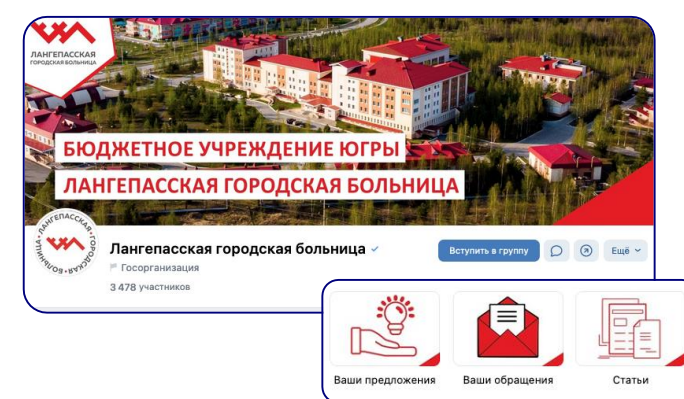 ЛАНГЕПАССКАЯ
ГОРОДСКАЯ БОЛЬНИЦА
БЮДЖЕТНОЕ УЧРЕЖДЕНИЕ ЮГРЫ
ЛАНГЕПАССКАЯ ГОРОДСКАЯ БОЛЬНИЦА
ЛАНГЕПАССКАЯ ГОРОДСКАЯ БОЛЬНИЦА
Лангепасская городская больница
Вступить в группу
Ещё
Госорганизация
3 478 участников
Ваши предложения
Ваши обращения
Статьи